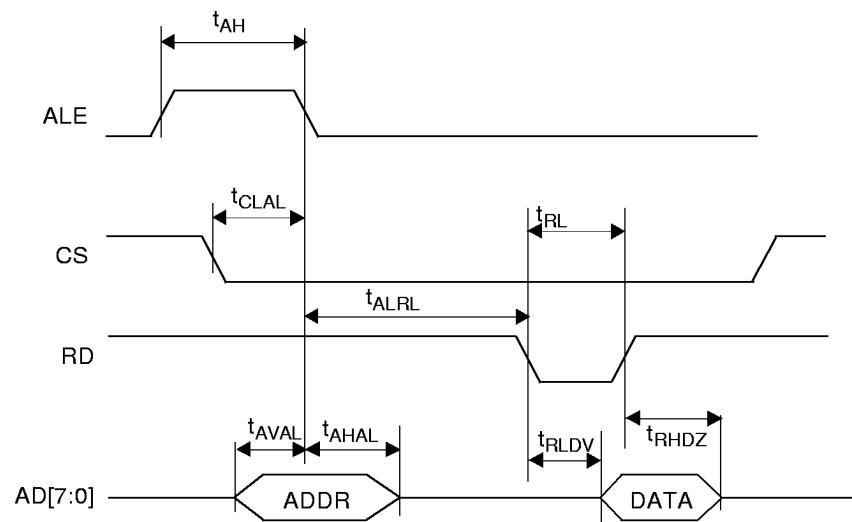 tAH
ALE
tCLAL
tRL
CS
tALRL
RD
tAVAL tAHAL tRLDV tRHDZ
AD[7:0] ADDR DATA